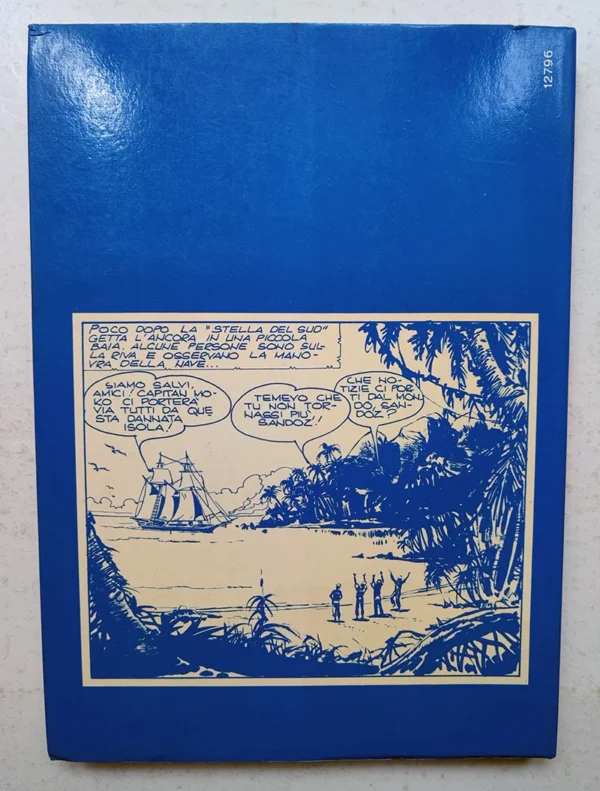 12796
POCO DOPO LA "STELLA DEL SUD"
GETTA L'ANCORA IN UNA PICCOLA
BAIA. ALCUNE PERSONE SONO SUL-
LA RIVA E OSSERVANO LA MANO-
VRA DELLA NAVE...
SIAMO SALVI,
AMICI! CAPITAN MO-
KO CI PORTERA'
VIA TUTTI DA QUE
STA DANNATA
ISOLA!
TEMEVO CHE
TU NON TOR-
NASSI PIU',
SANDOZ!
CHE NO-
TIZIE CI POR-
TI DAL MON
DO, SAN-
DOZ?